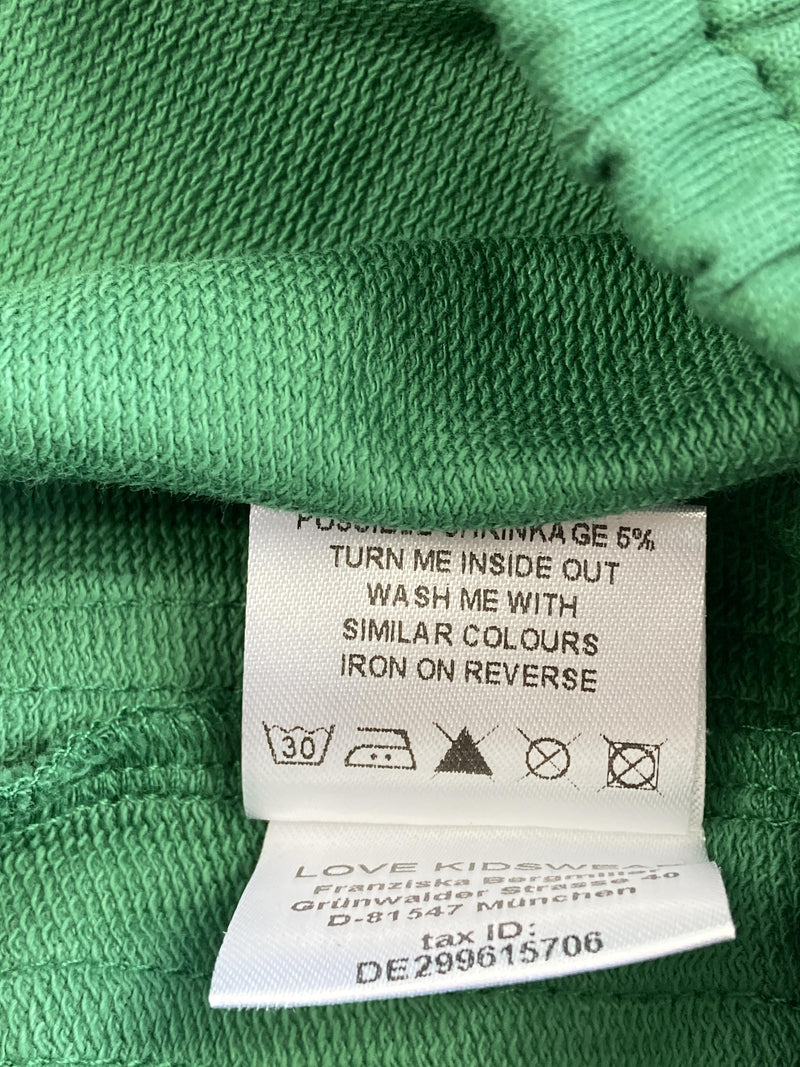 POSSIBLE SHRINKAGE 5%
TURN ME INSIDE OUT
WASH ME WITH
SIMILAR COLOURS
IRON ON REVERSE
30
LOVE KIDSWEAR
Franziska Bergmiller
Grünwalder Strasse 40
D-81547 München
tax ID:
DE299615706